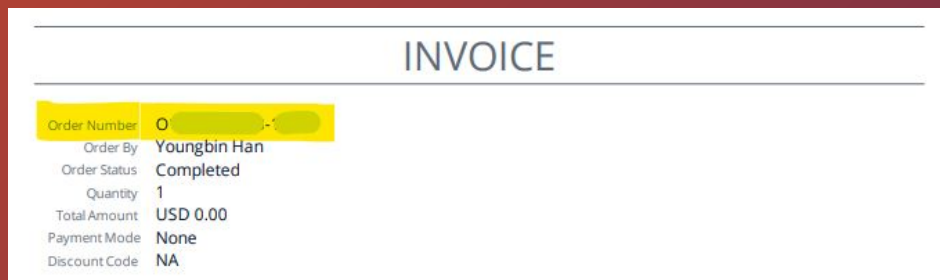 INVOICE
Order Number
Order By Youngbin Han
Order Status Completed
Quantity 1
Total Amount USD 0.00
Payment Mode None
Discount Code NA